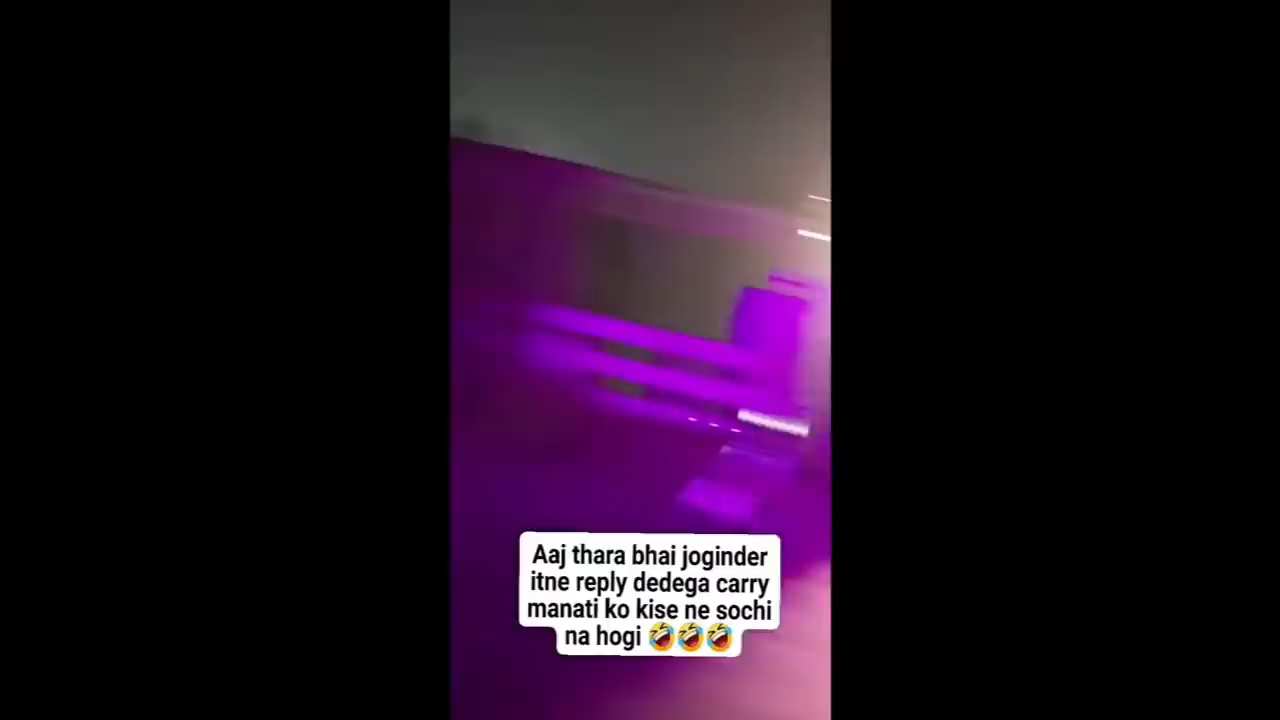 Aaj thara bhai joginder
itne reply dedega carry
manati ko kise ne sochi
na hogi 🤣🤣🤣